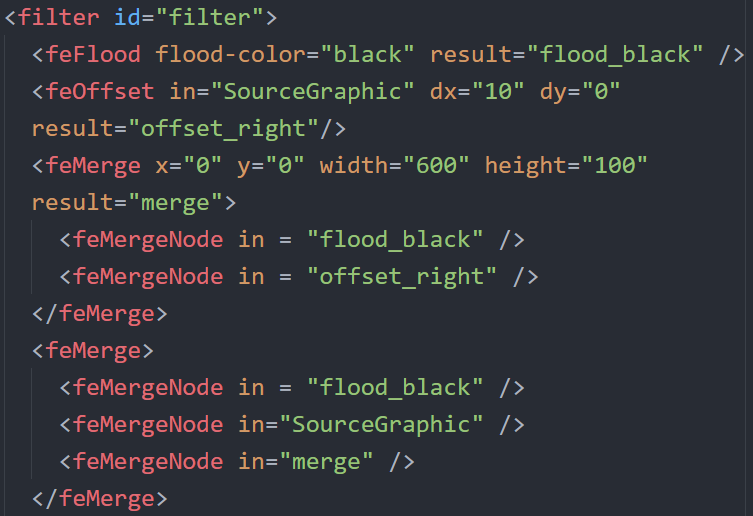 <filter id="filter">
<feFlood flood-color="black" result="flood_black" />
<feOffset in="SourceGraphic" dx="10" dy="0"
result="offset_right"/>
<feMerge x="0" y="0" width="600" height="100"
result="merge">
<feMergeNode in = "flood_black" />
<feMergeNode in = "offset_right" />
</feMerge>
<feMerge>
<feMergeNode in = "flood_black" />
<feMergeNode in="SourceGraphic" />
<feMergeNode in="merge" />
</feMerge>